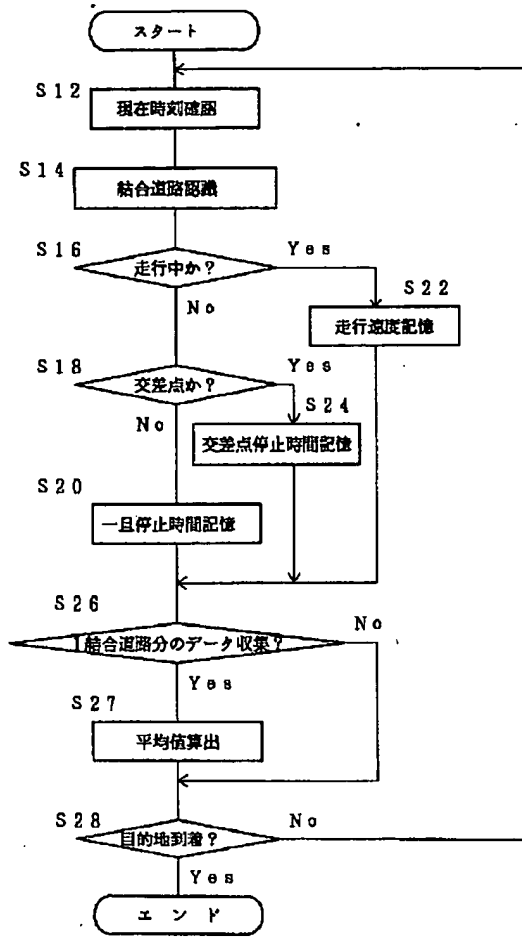 スタート
S12
現在時刻確認
S14
結合道路認識
S16
走行中か?
Yes
No
S22
走行速度記憶
S18
交差点か?
Yes
No
S24
交差点停止時間記憶
S20
一旦停止時間記憶
S26
1結合道路分のデータ収集?
No
Yes
S27
平均値算出
S28
目的地到着?
No
Yes
エンド